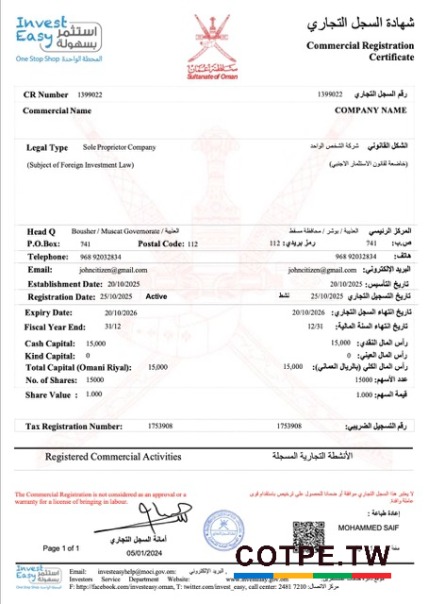 Invest Easy استثمر بسهولة
One Stop Shop المحطة الواحدة
سلطنة عُمان
Sultanate of Oman
شهادة السجل التجاري
Commercial Registration
Certificate
CR Number 1399022 1399022 رقم السجل التجاري
Commercial Name COMPANY NAME
Legal Type Sole Proprietor Company شركة الشخص الواحد الشكل القانوني
(Subject of Foreign Investment Law) (خاضعة لقانون الاستثمار الاجنبي)
Head Q Bousher / Muscat Governorate / العذيبة العذيبة / بوشر / محافظة مسقط المركز الرئيسي
P.O.Box: 741 Postal Code: 112 رمز بريدي: 112 741 ص.ب:
Telephone: 968 92032834 968 92032834 هاتف:
Email: johncitizen@gmail.com johncitizen@gmail.com البريد الإلكتروني:
Establishment Date: 20/10/2025 20/10/2025 تاريخ التأسيس:
Registration Date: 25/10/2025 Active نشط 25/10/2025 تاريخ التسجيل التجاري
Expiry Date: 20/10/2026 20/10/2026 تاريخ انتهاء السجل التجاري:
Fiscal Year End: 31/12 12/31 تاريخ انتهاء السنة المالية:
Cash Capital: 15,000 15,000 رأس المال النقدي:
Kind Capital: 0 0 رأس المال العيني:
Total Capital (Omani Riyal): 15,000 15,000 رأس المال الكلي (بالريال العماني):
No. of Shares: 15000 15000 عدد الأسهم:
Share Value : 1.000 1.000 قيمة السهم:
Tax Registration Number: 1753908 1753908 رقم التسجيل الضريبي:
Registered Commercial Activities الأنشطة التجارية المسجلة
The Commercial Registration is not considered as an approval or a
warranty for a license of bringing in labour.
لا يعتبر هذا السجل التجاري موافقة أو ضمانا للحصول على ترخيص باستقدام قوى
عاملة وافدة.
إعادة طباعة :
MOHAMMED SAIF
أمانة السجل التجاري
05/01/2024
Page 1 of 1
COTPE.TW
Invest Easy استثمر بسهولة
Email: investeasyhelp@moci.gov.om: البريد الإلكتروني
Investors Service Department Website: www.
F: facebook.com/investeasyoman, T: twitter.com/invest_easy, call center: 2481 7210 :مركز الاتصال